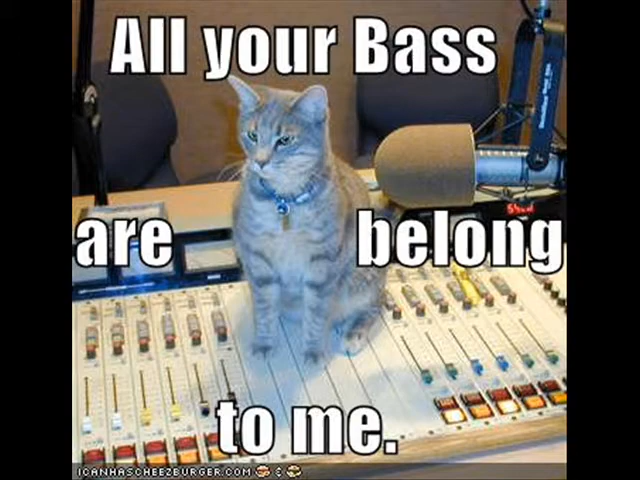 All your Bass
are belong
to me.
ICANHASCHEEZBURGER.COM